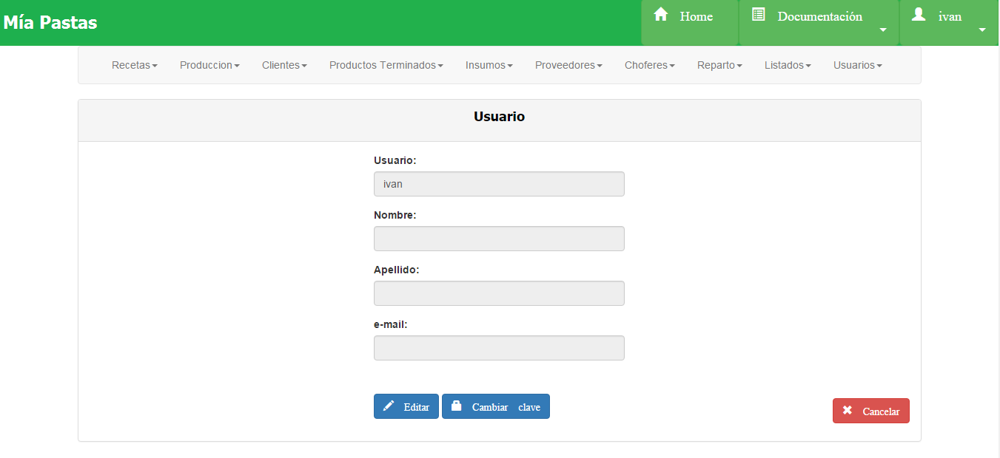 Mía Pastas Home Documentación ivan
Recetas Produccion Clientes Productos Terminados Insumos Proveedores Choferes Reparto Listados Usuarios
Usuario
Usuario:
ivan
Nombre:
Apellido:
e-mail:
Editar Cambiar clave Cancelar